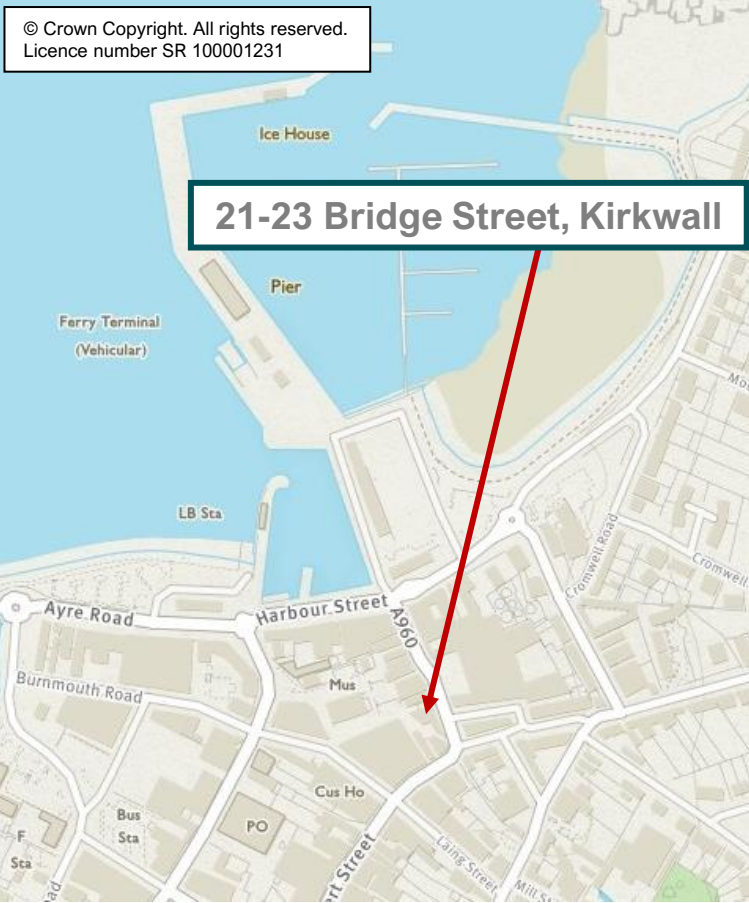 © Crown Copyright. All rights reserved.
Licence number SR 100001231
Ice House
21-23 Bridge Street, Kirkwall
Pier
Ferry Terminal
(Vehicular)
LB Sta
Cromwell Road
Cromwell
Ayre Road
Harbour Street
A960
Burnmouth Road
Mus
Cus Ho
Bus
Sta
PO
F
Sta
Laing Street
Mill St